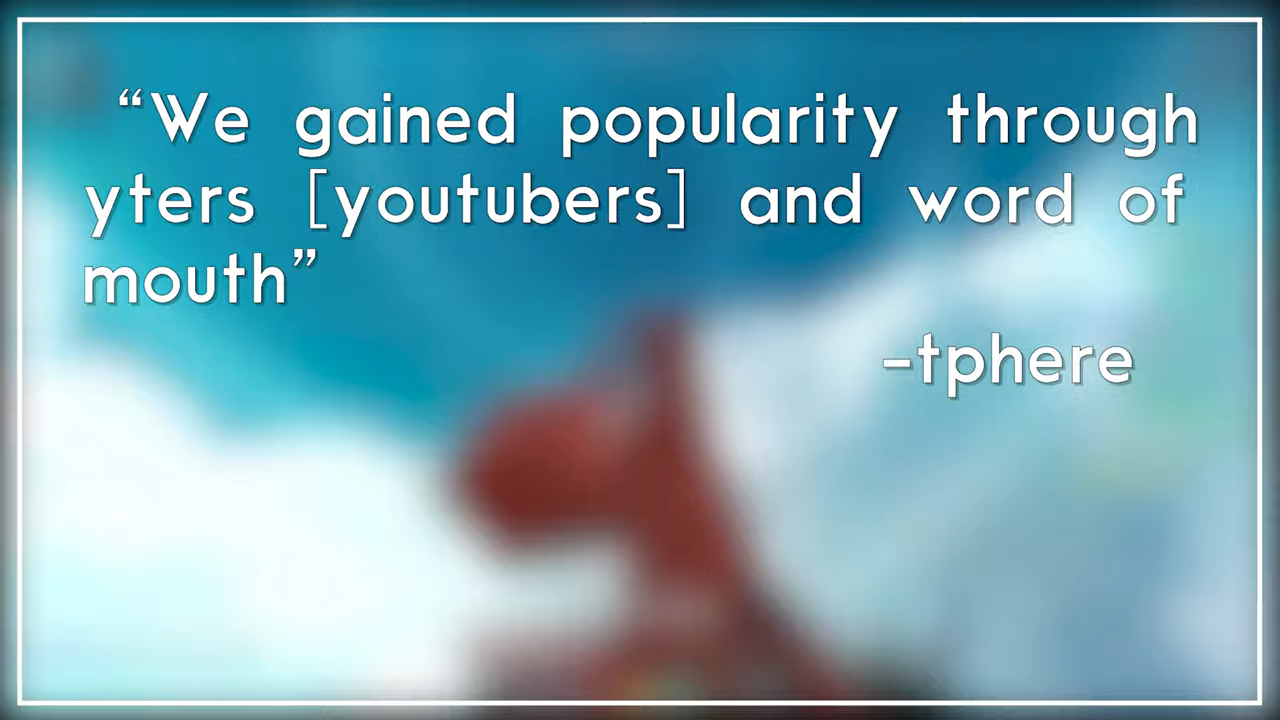 “We gained popularity through
yters [youtubers] and word of
mouth”
-tphere